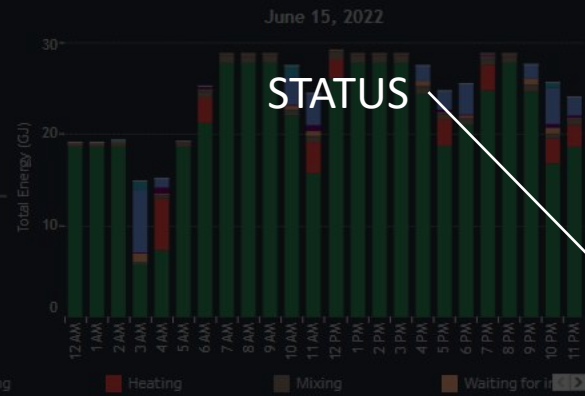 June 15, 2022
STATUS
Total Energy (GJ)
30
20
10
0
12 AM
1 AM
2 AM
3 AM
4 AM
5 AM
6 AM
7 AM
8 AM
9 AM
10 AM
11 AM
12 PM
1 PM
2 PM
3 PM
4 PM
5 PM
6 PM
7 PM
8 PM
9 PM
10 PM
11 PM
Heating Mixing Waiting for